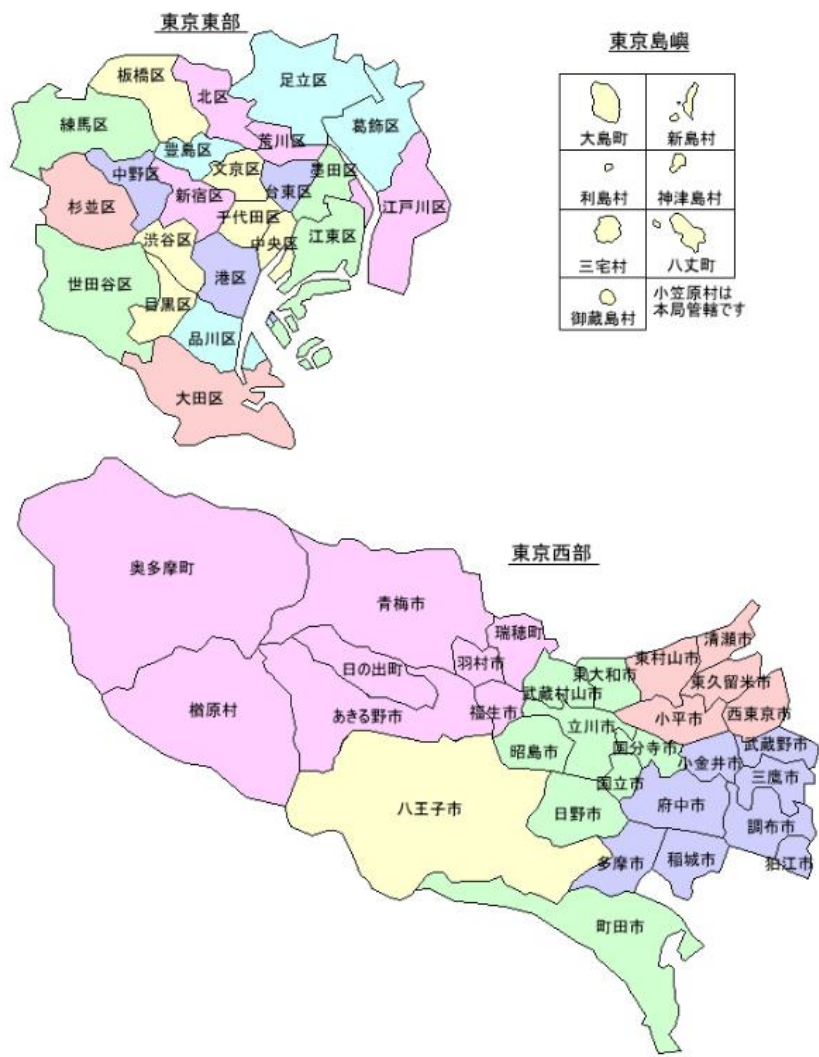 東京東部
板橋区
北区
足立区
練馬区
荒川区
葛飾区
豊島区
文京区
墨田区
中野区
台東区
新宿区
江戸川区
杉並区
千代田区
渋谷区
中央区
江東区
世田谷区
港区
目黒区
品川区
大田区
東京島嶼
大島町
新島村
利島村
神津島村
三宅村
八丈町
御蔵島村
小笠原村は
本局管轄です
東京西部
奥多摩町
青梅市
瑞穂町
清瀬市
東村山市
羽村市
日の出町
東大和市
東久留米市
武蔵村山市
檜原村
あきる野市
福生市
小平市
西東京市
立川市
昭島市
国分寺市
武蔵野市
小金井市
三鷹市
国立市
八王子市
日野市
府中市
調布市
多摩市
稲城市
狛江市
町田市